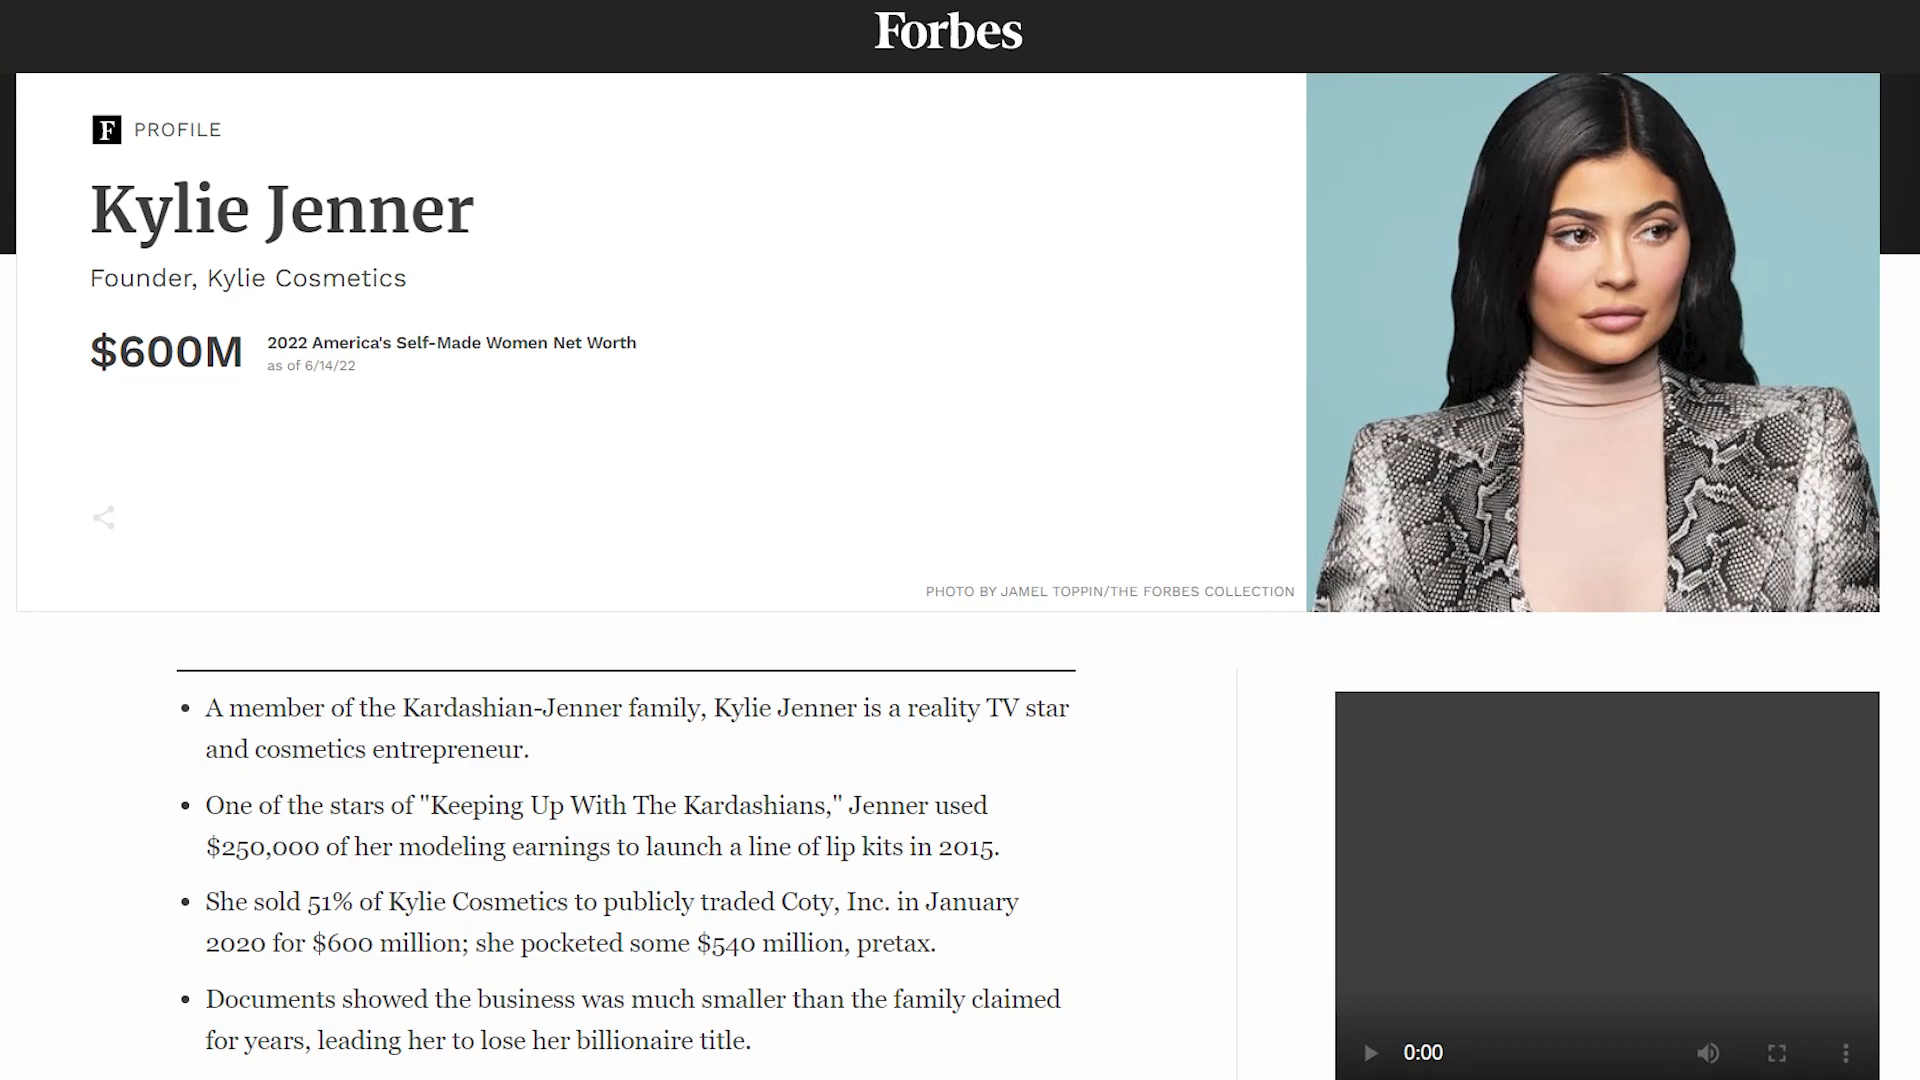 Forbes
F PROFILE
Kylie Jenner
Founder, Kylie Cosmetics
$600M
2022 America's Self-Made Women Net Worth
as of 6/14/22
PHOTO BY JAMEL TOPPIN/THE FORBES COLLECTION
• A member of the Kardashian-Jenner family, Kylie Jenner is a reality TV star
and cosmetics entrepreneur.
• One of the stars of "Keeping Up With The Kardashians," Jenner used
$250,000 of her modeling earnings to launch a line of lip kits in 2015.
• She sold 51% of Kylie Cosmetics to publicly traded Coty, Inc. in January
2020 for $600 million; she pocketed some $540 million, pretax.
• Documents showed the business was much smaller than the family claimed
for years, leading her to lose her billionaire title.
0:00